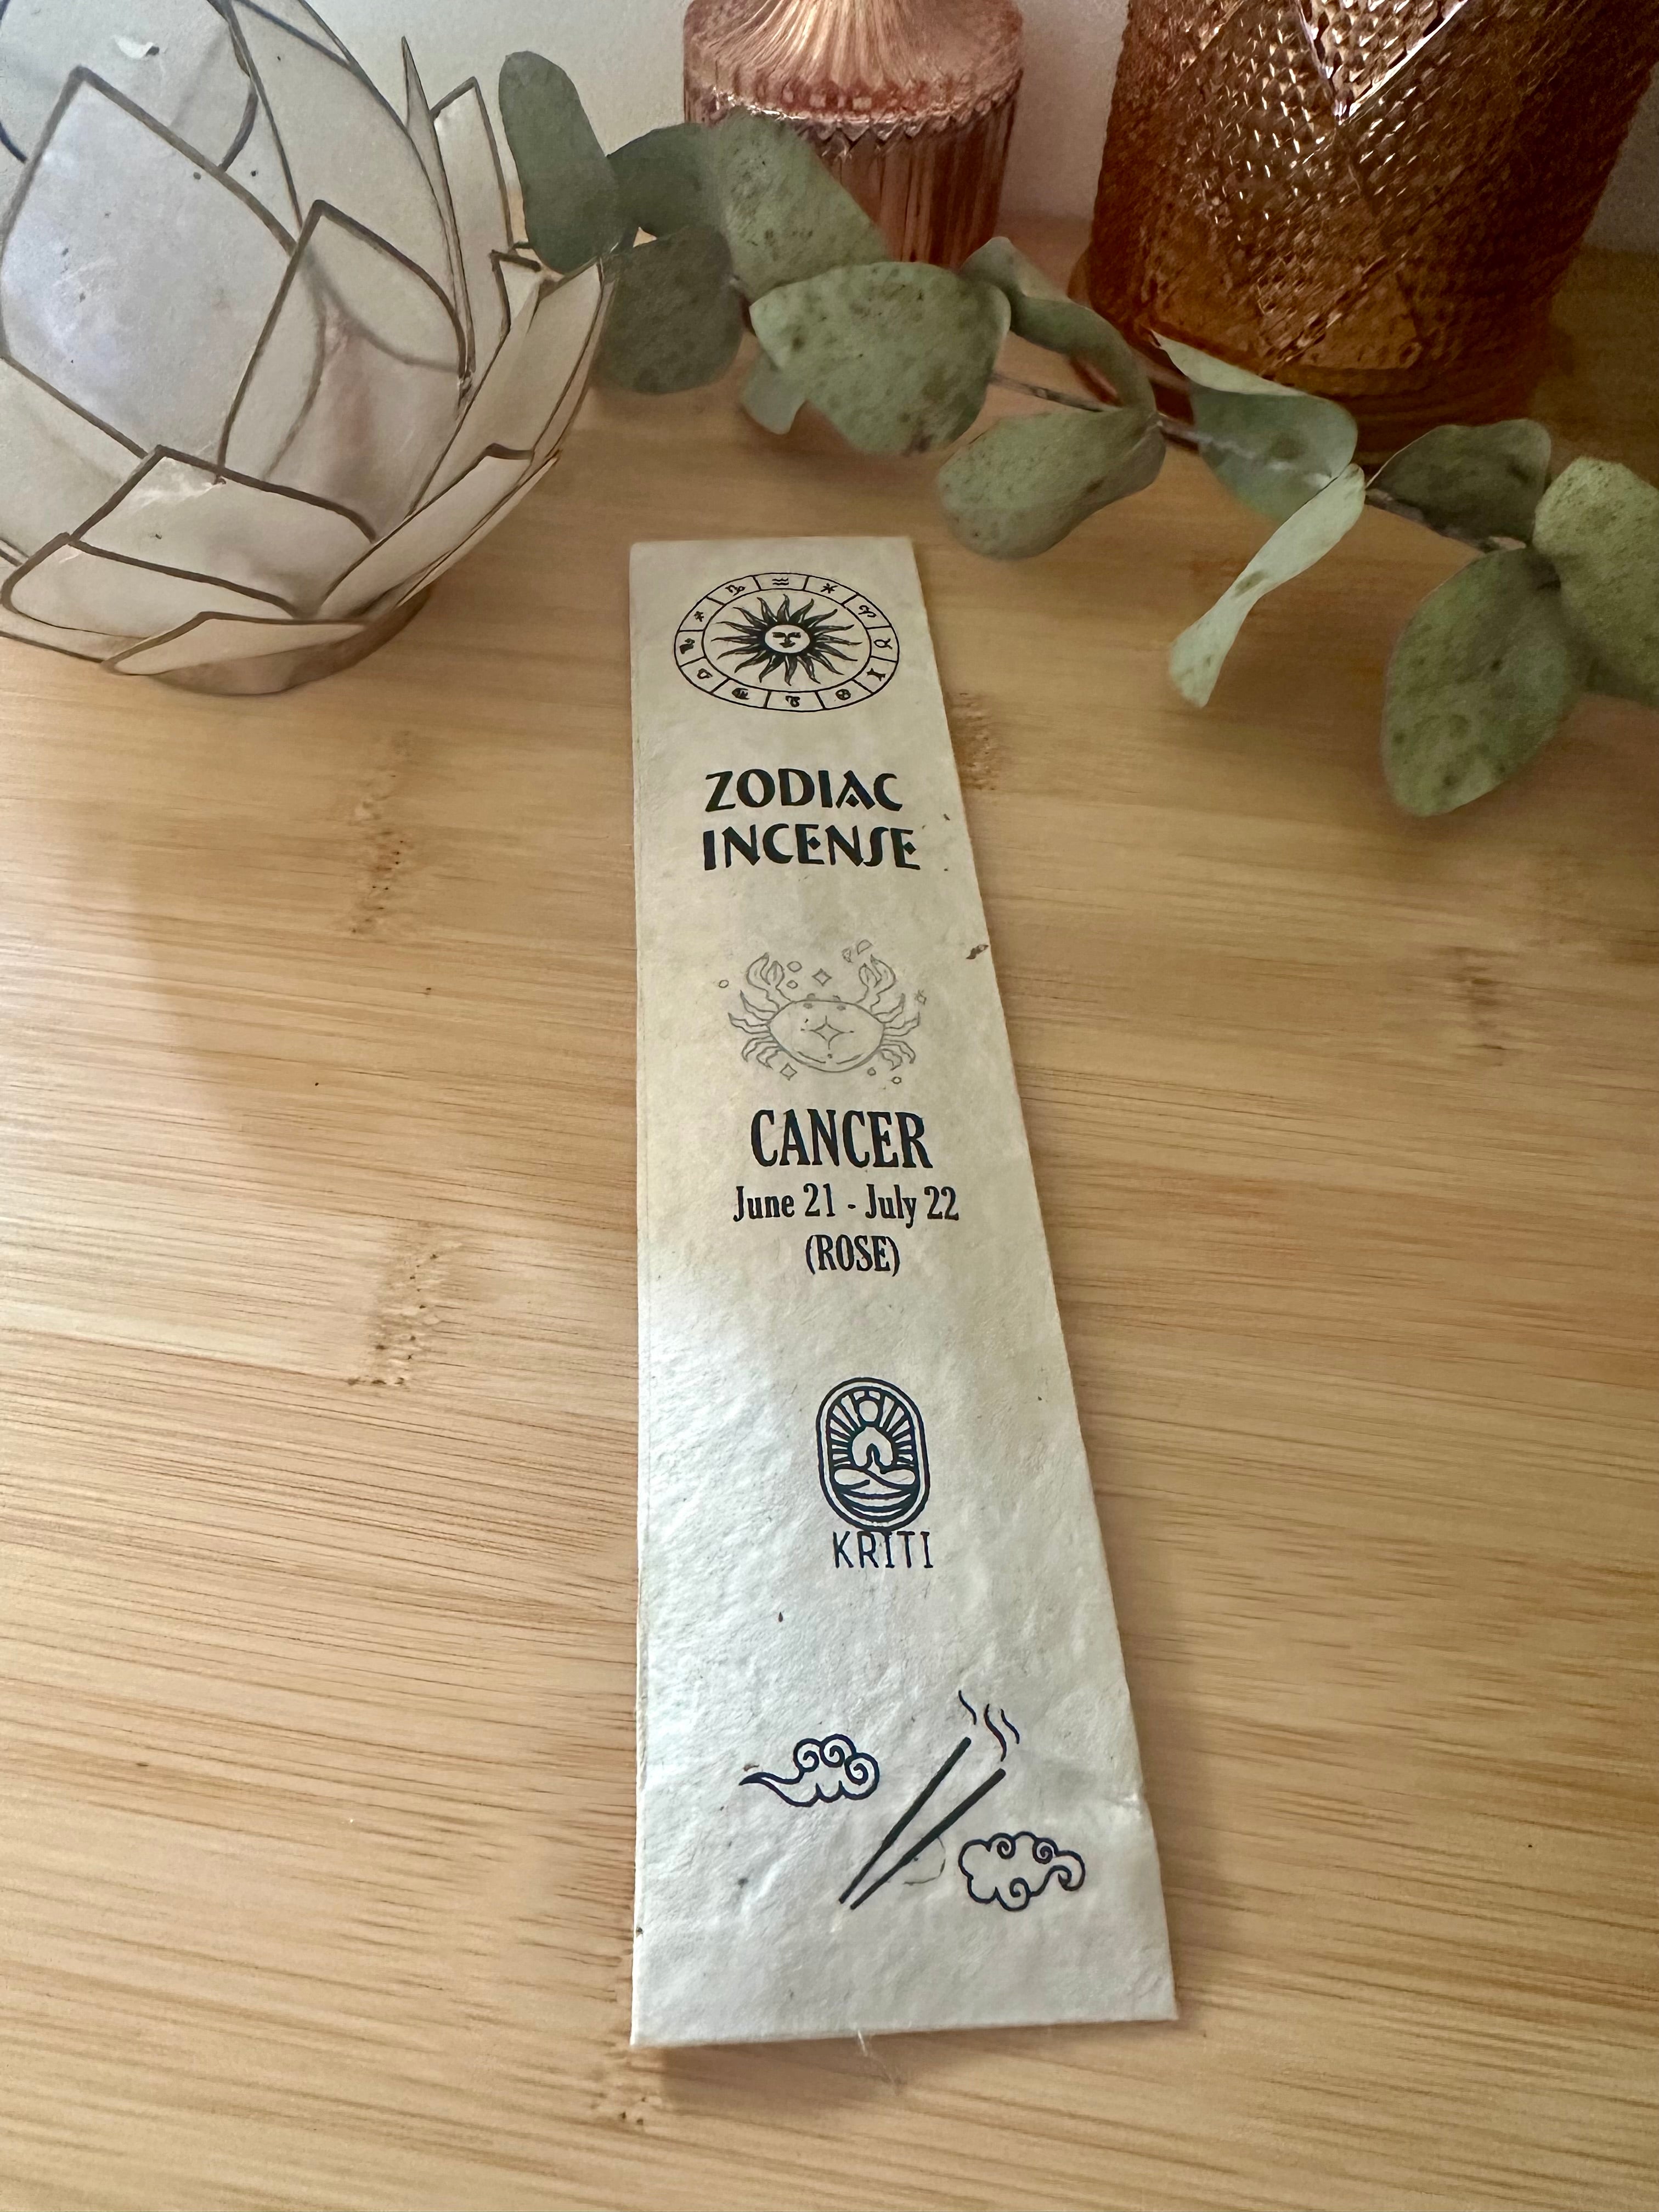 ZODIAC
INCENSE
CANCER
June 21 - July 22
(ROSE)
KRITI